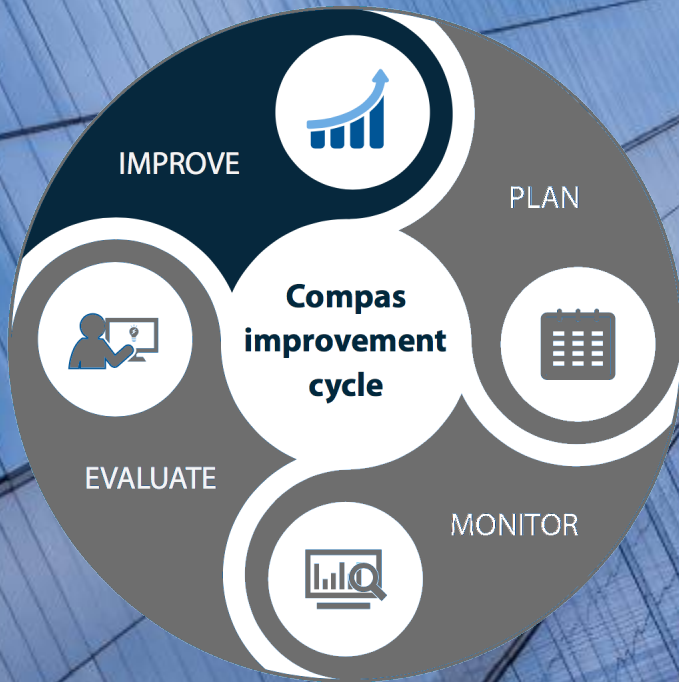 IMPROVE
PLAN
Compas
improvement
cycle
EVALUATE
MONITOR